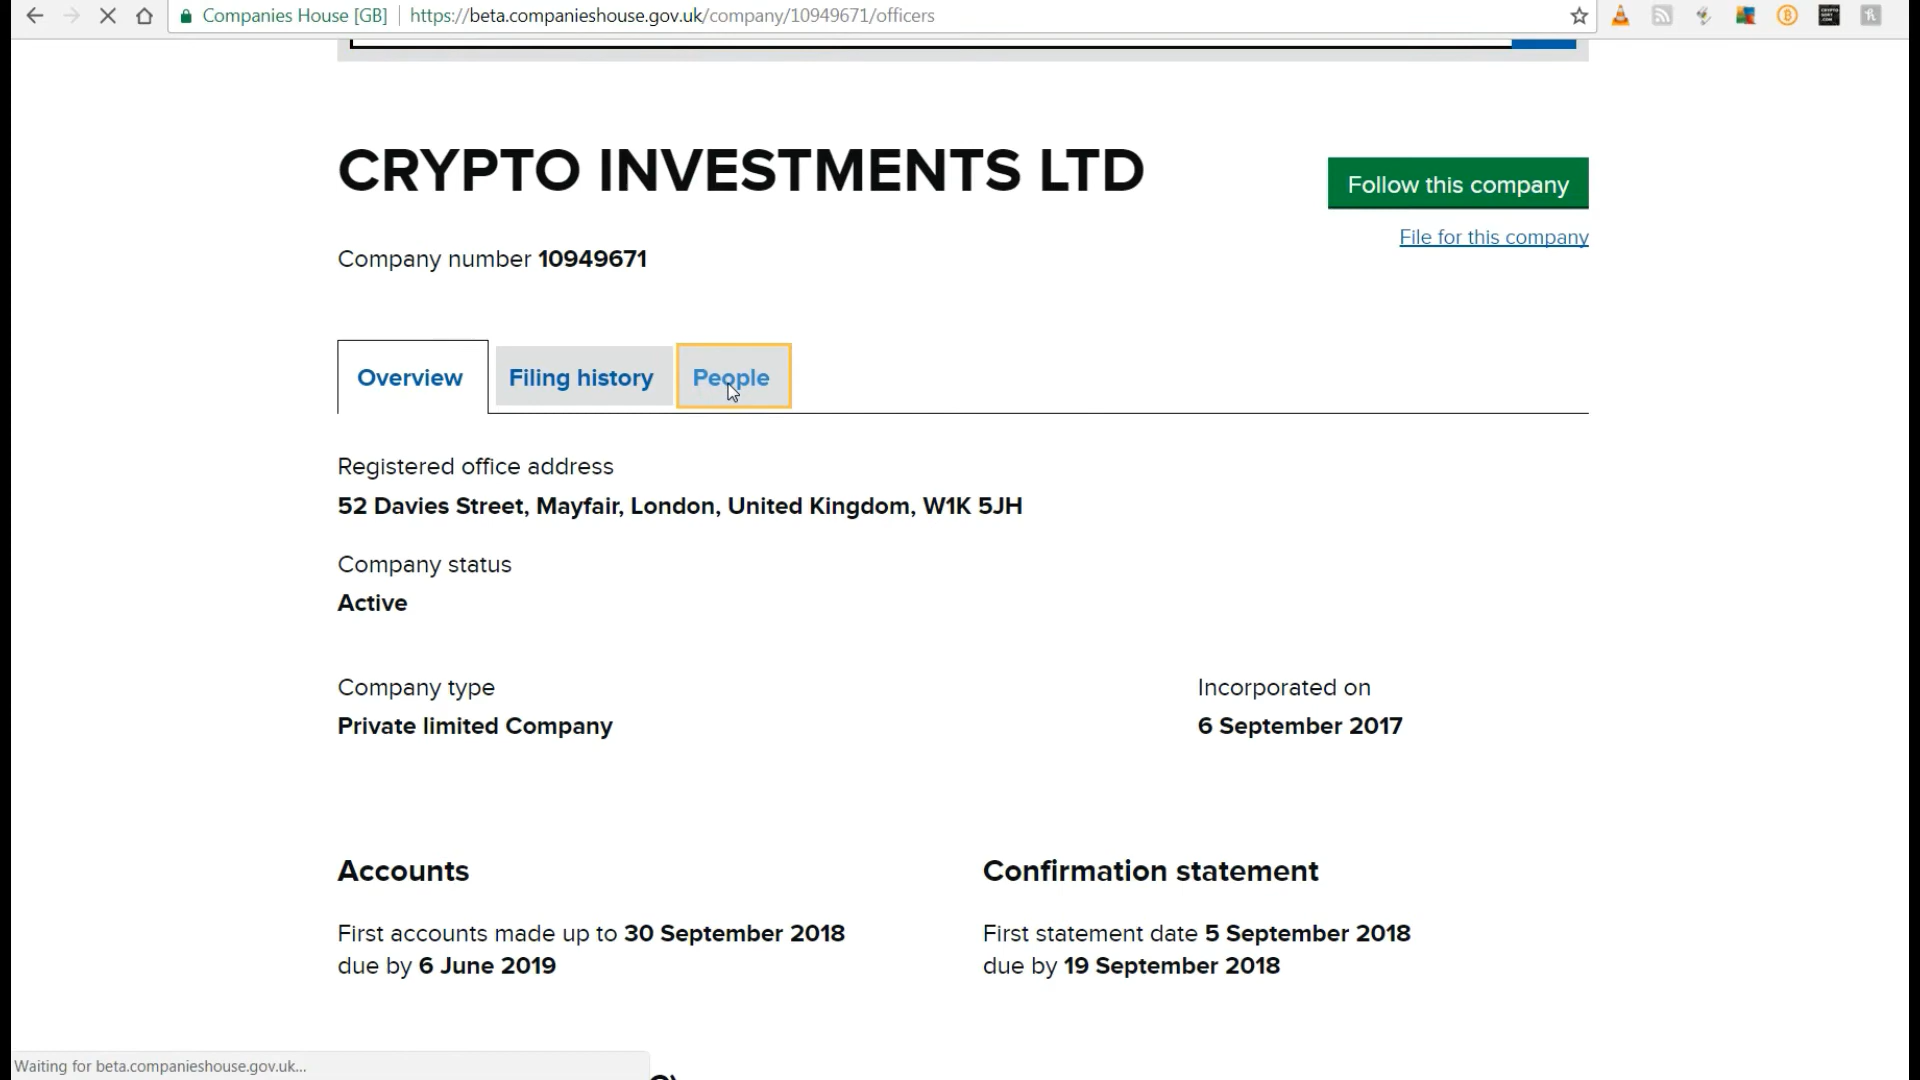 Companies House [GB] https://beta.companieshouse.gov.uk/company/10949671/officers
CRYPTO INVESTMENTS LTD
Follow this company
File for this company
Company number 10949671
Overview
Filing history
People
Registered office address
52 Davies Street, Mayfair, London, United Kingdom, W1K 5JH
Company status
Active
Company type
Incorporated on
Private limited Company
6 September 2017
Accounts
Confirmation statement
First accounts made up to 30 September 2018
First statement date 5 September 2018
due by 6 June 2019
due by 19 September 2018
Waiting for beta.companieshouse.gov.uk...